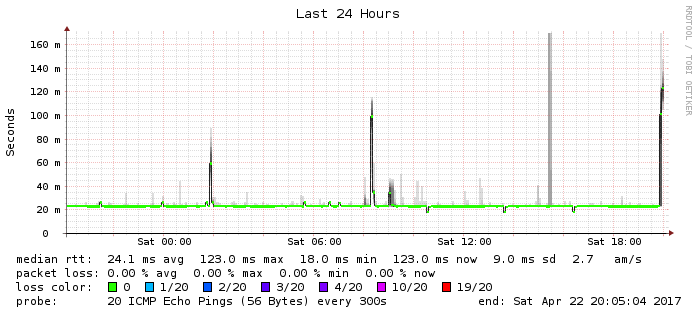 Last 24 Hours
RRDTOOL / TOBI OETIKER
Seconds
160 m
140 m
120 m
100 m
80 m
60 m
40 m
20 m
0
Sat 00:00 Sat 06:00 Sat 12:00 Sat 18:00
median rtt: 24.1 ms avg 123.0 ms max 18.0 ms min 123.0 ms now 9.0 ms sd 2.7 am/s
packet loss: 0.00 % avg 0.00 % max 0.00 % min 0.00 % now
loss color: 0 1/20 2/20 3/20 4/20 10/20 19/20
probe: 20 ICMP Echo Pings (56 Bytes) every 300s end: Sat Apr 22 20:05:04 2017